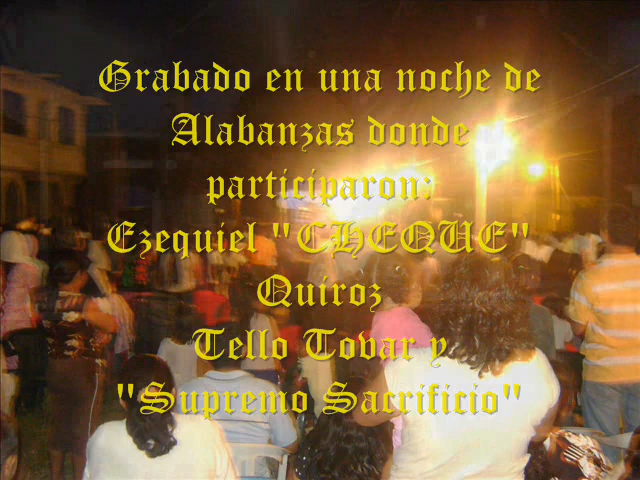 Grabado en una noche de
Alabanzas donde
participaron:
Ezequiel "CHEQUE"
Quiroz
Tello Tovar y
"Supremo Sacrificio"